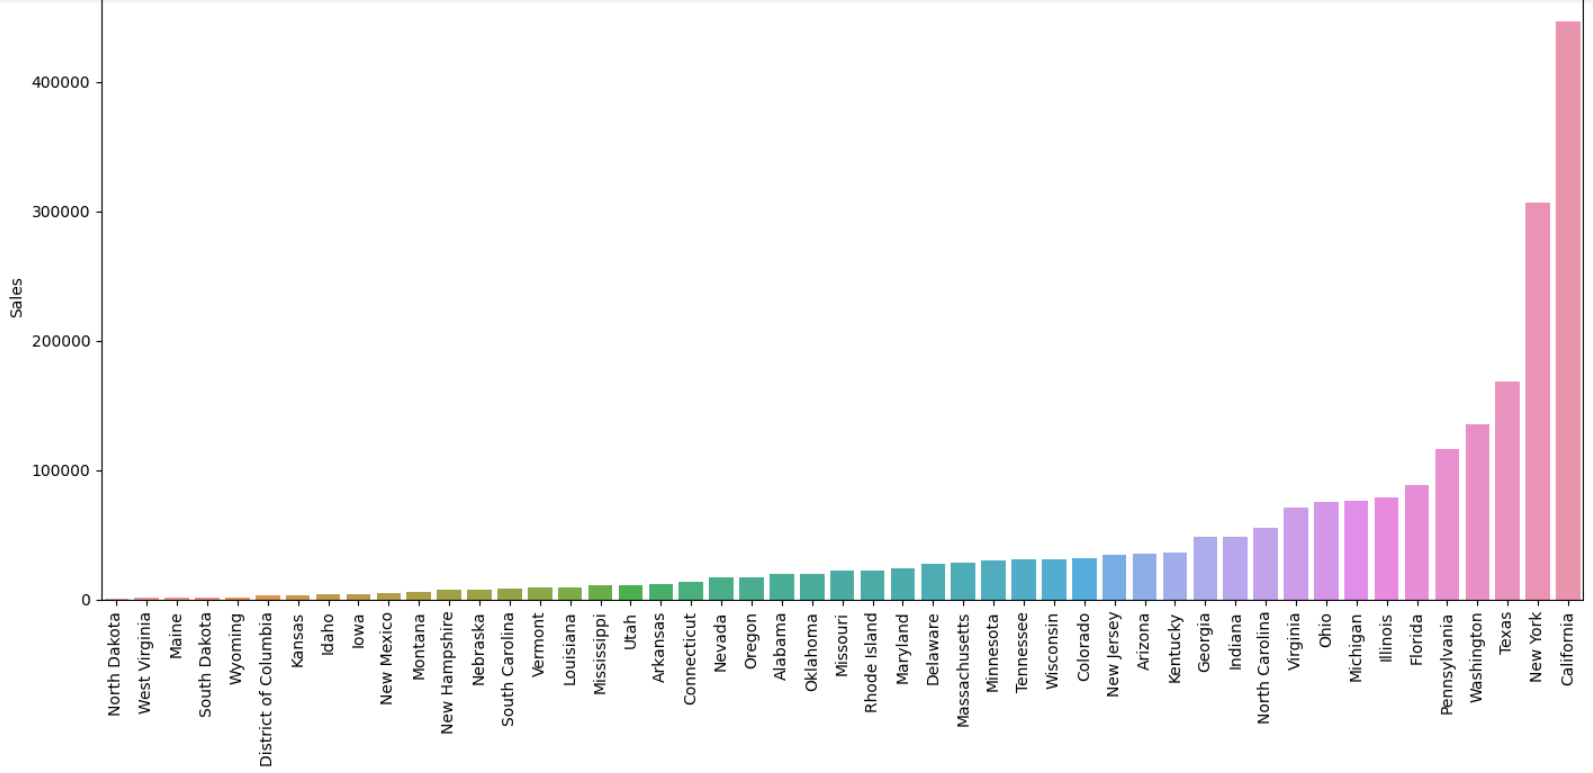 400000
300000
200000
100000
0
Sales
North Dakota
West Virginia
Maine
South Dakota
Wyoming
District of Columbia
Kansas
Idaho
Iowa
New Mexico
Montana
New Hampshire
Nebraska
South Carolina
Vermont
Louisiana
Mississippi
Utah
Arkansas
Connecticut
Nevada
Oregon
Alabama
Oklahoma
Missouri
Rhode Island
Maryland
Delaware
Massachusetts
Minnesota
Tennessee
Wisconsin
Colorado
New Jersey
Arizona
Kentucky
Georgia
Indiana
North Carolina
Virginia
Ohio
Michigan
Illinois
Florida
Pennsylvania
Washington
Texas
New York
California